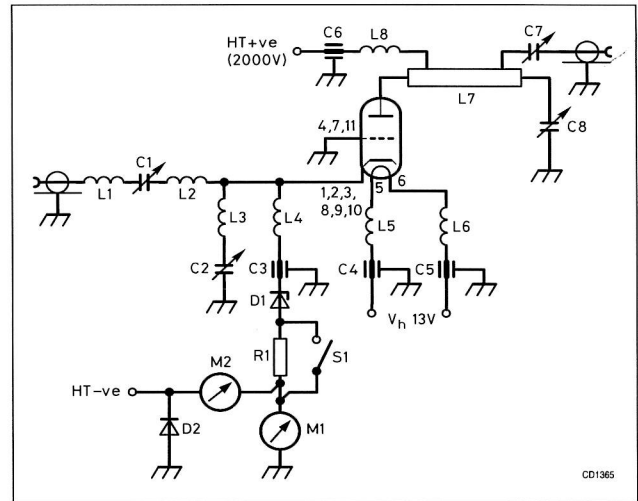 C6
L8
C7
HT+ve
(2000V)
L7
C8
4,7,11
C1
1,2,3,
8,9,10
5
6
L1
L2
L3
L4
L5
L6
C2
C3
C4
C5
D1
Vh 13V
R1
S1
M2
HT-ve
D2
M1
CD1365